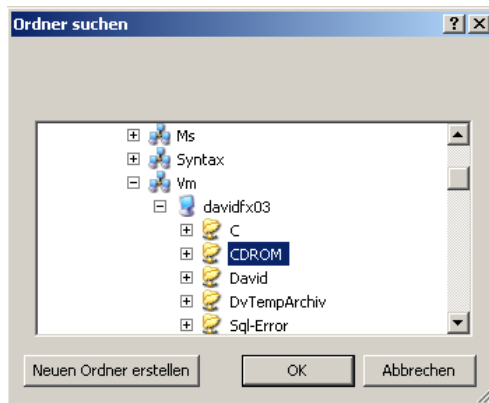 Ordner suchen
Ms
Syntax
Vm
davidfx03
C
CDROM
David
DvTempArchiv
Sql-Error
Neuen Ordner erstellen OK Abbrechen